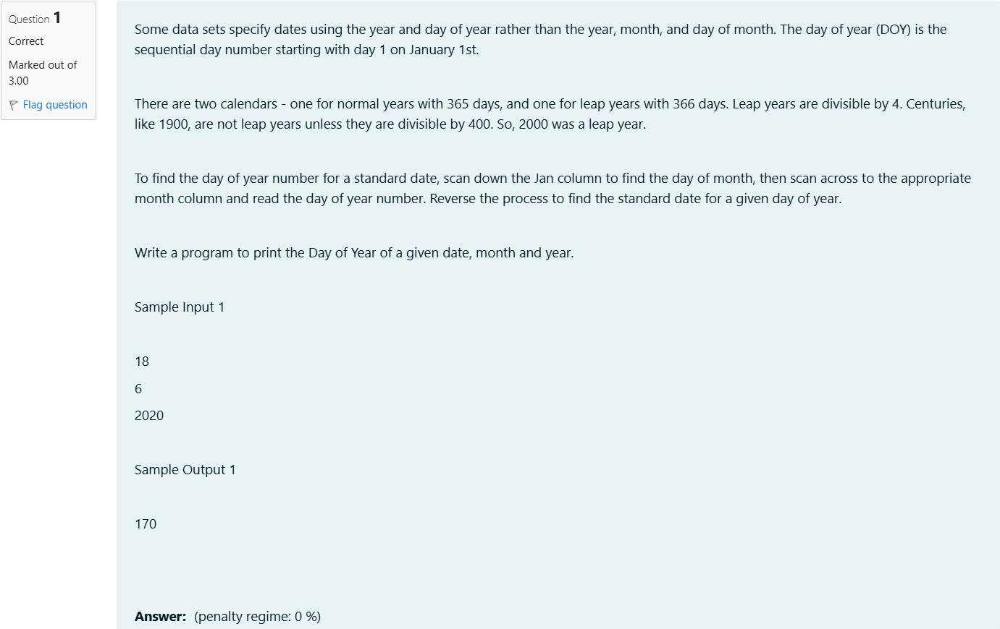 Question 1
Correct
Marked out of
3.00
Flag question
Some data sets specify dates using the year and day of year rather than the year, month, and day of month. The day of year (DOY) is the
sequential day number starting with day 1 on January 1st.
There are two calendars - one for normal years with 365 days, and one for leap years with 366 days. Leap years are divisible by 4. Centuries,
like 1900, are not leap years unless they are divisible by 400. So, 2000 was a leap year.
To find the day of year number for a standard date, scan down the Jan column to find the day of month, then scan across to the appropriate
month column and read the day of year number. Reverse the process to find the standard date for a given day of year.
Write a program to print the Day of Year of a given date, month and year.
Sample Input 1
18
6
2020
Sample Output 1
170
Answer: (penalty regime: 0 %)